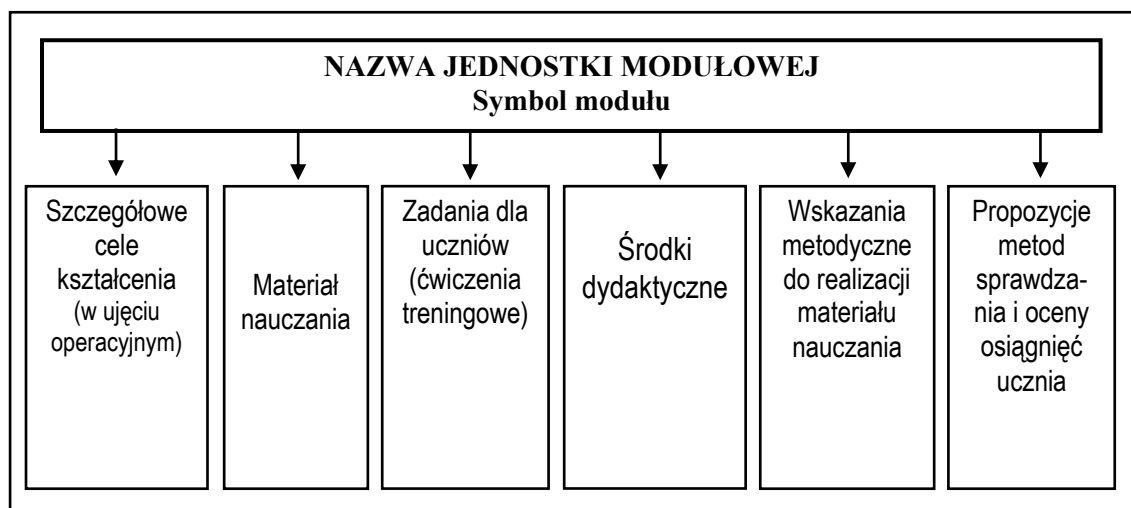 NAZWA JEDNOSTKI MODUŁOWEJ
Symbol modułu
Szczegółowe
cele
kształcenia
(w ujęciu
operacyjnym)
Materiał
nauczania
Zadania dla
uczniów
(ćwiczenia
treningowe)
Środki
dydaktyczne
Wskazania
metodyczne
do realizacji
materiału
nauczania
Propozycje
metod
sprawdza-
nia i oceny
osiągnięć
ucznia